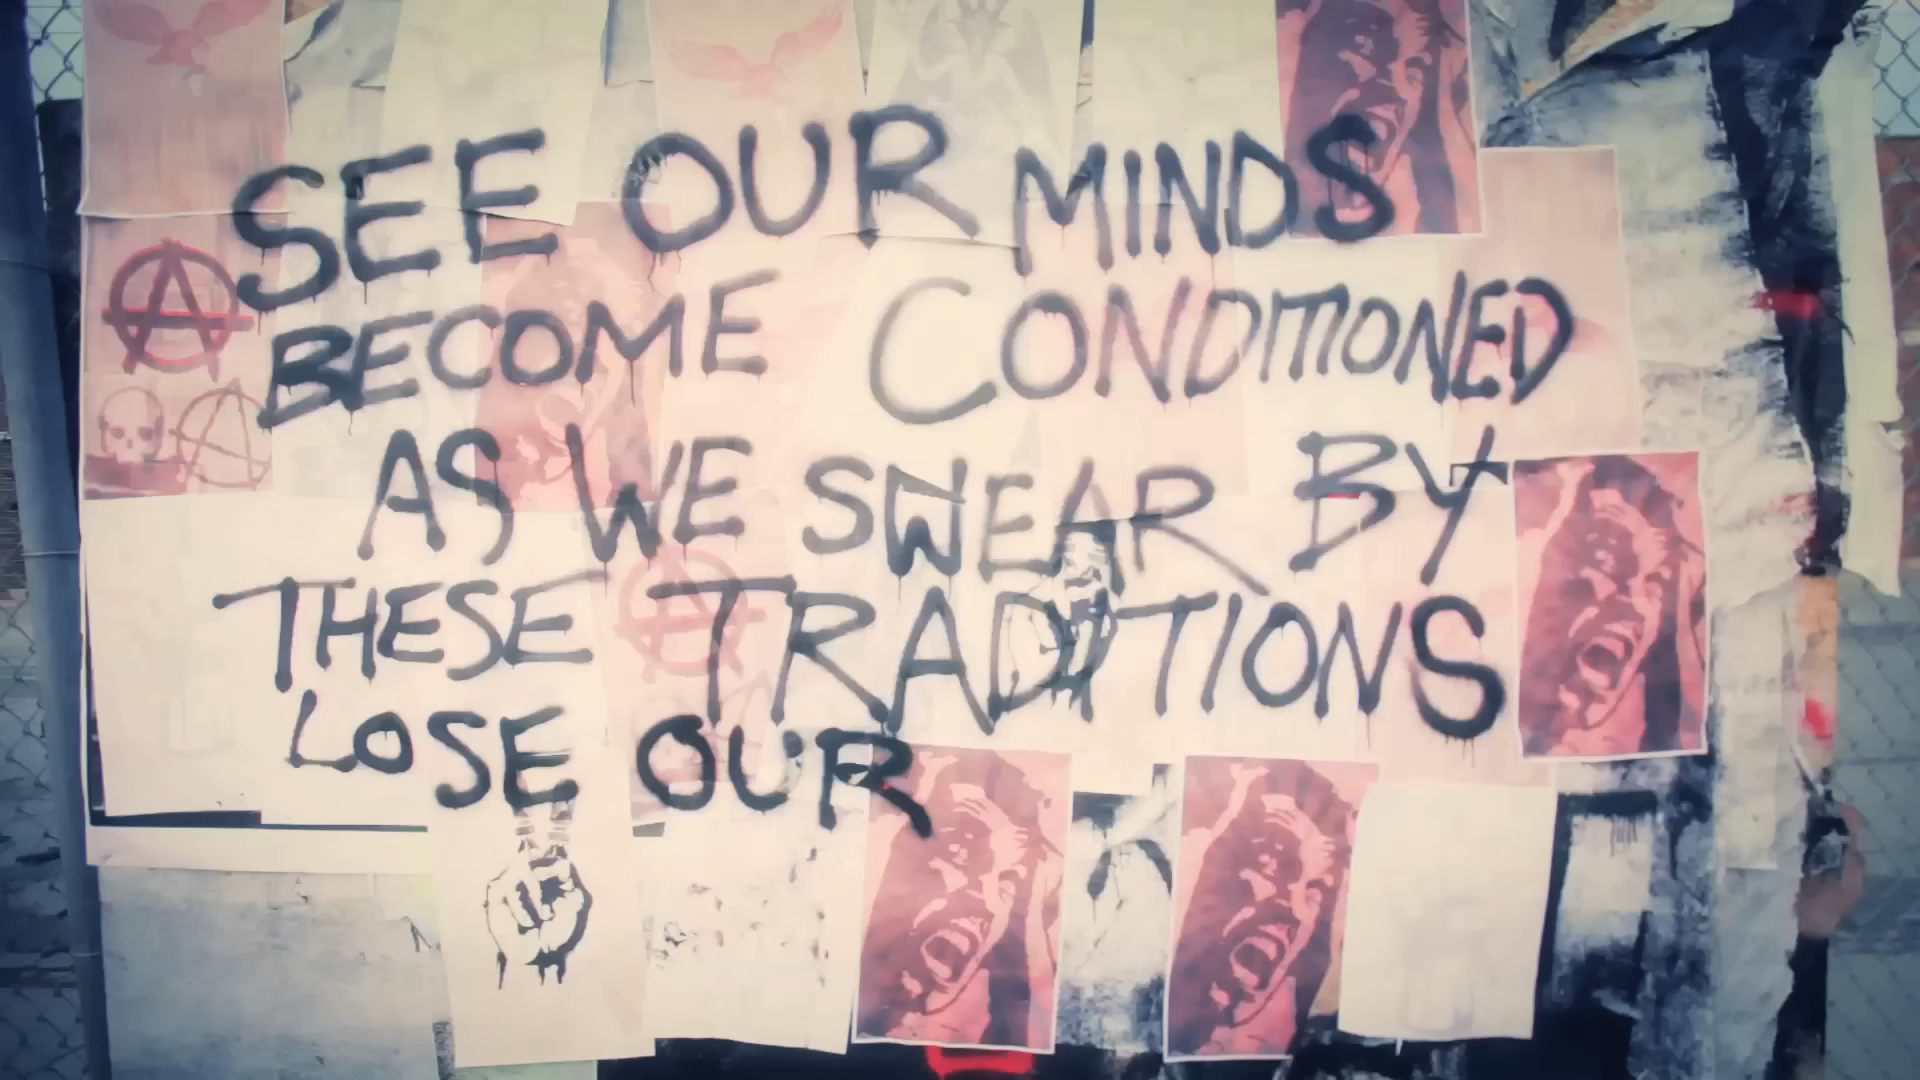 SEE OUR MINDS
BECOME CONDITIONED
AS WE SWEAR BY
THESE TRADITIONS
LOSE OUR